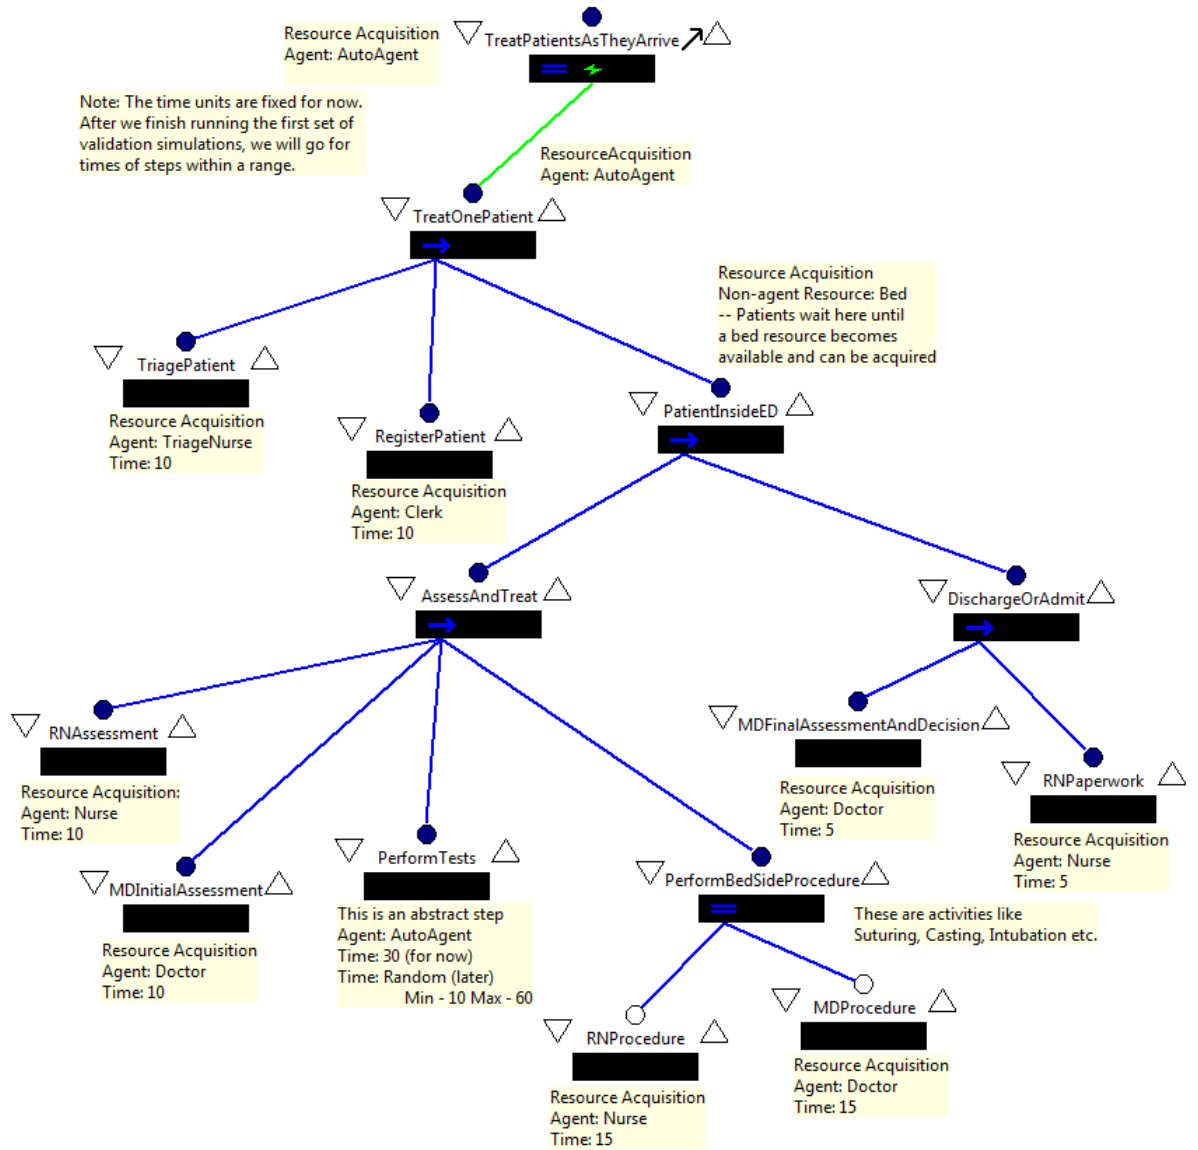 Resource Acquisition
Agent: AutoAgent
TreatPatientsAsTheyArrive
Note: The time units are fixed for now.
After we finish running the first set of
validation simulations, we will go for
times of steps within a range.
ResourceAcquisition
Agent: AutoAgent
TreatOnePatient
Resource Acquisition
Non-agent Resource: Bed
-- Patients wait here until
a bed resource becomes
available and can be acquired
TriagePatient
Resource Acquisition
Agent: TriageNurse
Time: 10
RegisterPatient
Resource Acquisition
Agent: Clerk
Time: 10
PatientInsideED
AssessAndTreat
DischargeOrAdmit
RNAssessment
Resource Acquisition:
Agent: Nurse
Time: 10
MDInitialAssessment
Resource Acquisition
Agent: Doctor
Time: 10
PerformTests
This is an abstract step
Agent: AutoAgent
Time: 30 (for now)
Time: Random (later)
Min - 10 Max - 60
PerformBedSideProcedure
These are activities like
Suturing, Casting, Intubation etc.
MDFinalAssessmentAndDecision
Resource Acquisition
Agent: Doctor
Time: 5
RNPaperwork
Resource Acquisition
Agent: Nurse
Time: 5
RNProcedure
Resource Acquisition
Agent: Nurse
Time: 15
MDProcedure
Resource Acquisition
Agent: Doctor
Time: 15